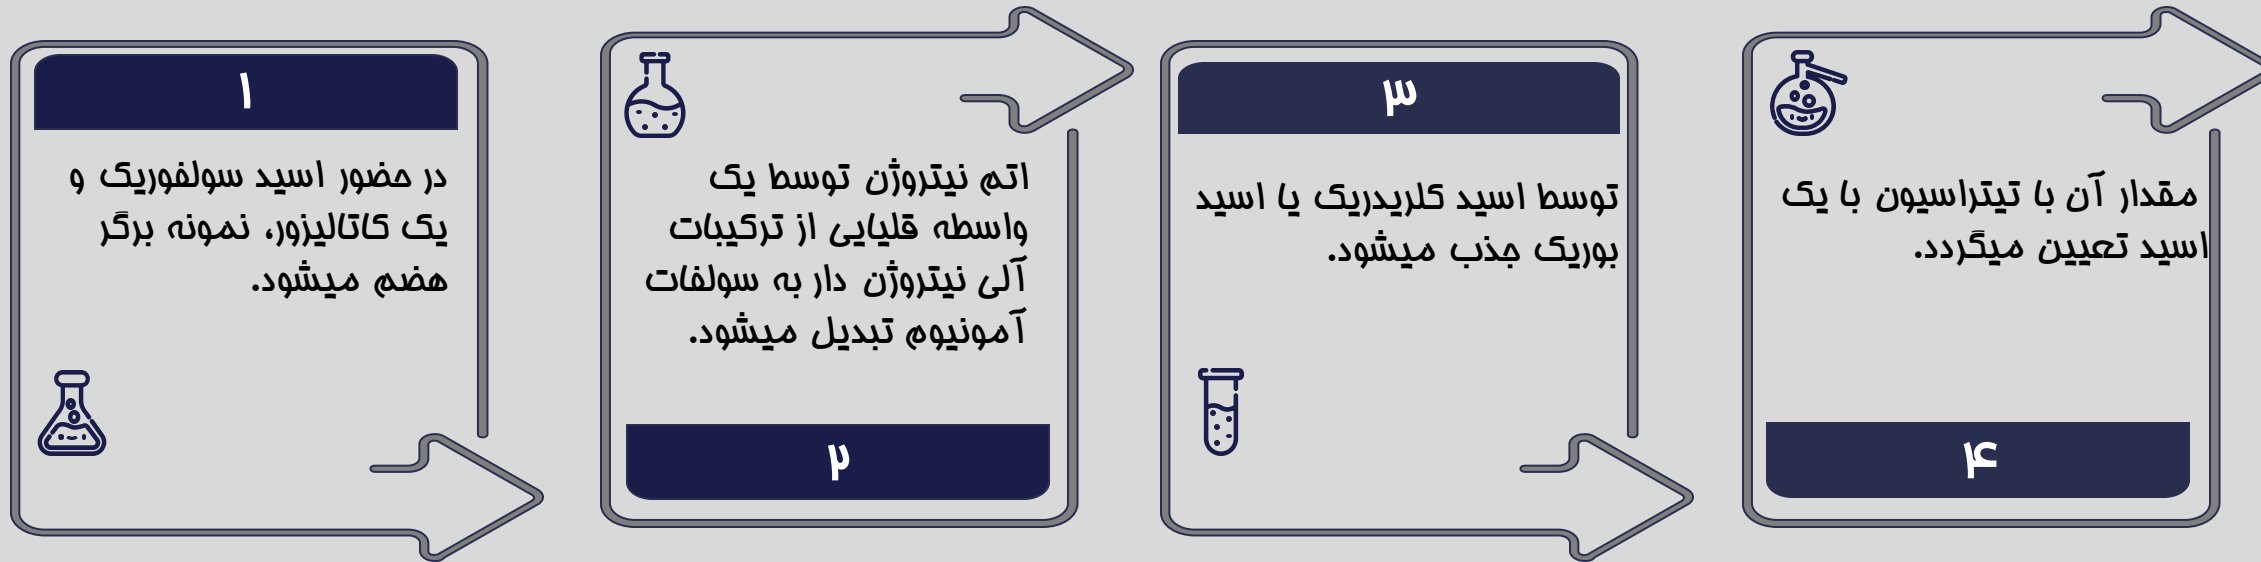 ۱
در حضور اسید سولفوریک و
یک کاتالیزور، نمونه برگر
هضم میشود.
اتم نیتروژن توسط یک
واسطه قلیایی از ترکیبات
آلی نیتروژن دار به سولفات
آمونیوم تبدیل میشود.
۲
۳
توسط اسید کلریدریک یا اسید
بوریک جذب میشود.
مقدار آن با تیتراسیون با یک
اسید تعیین میگردد.
۴